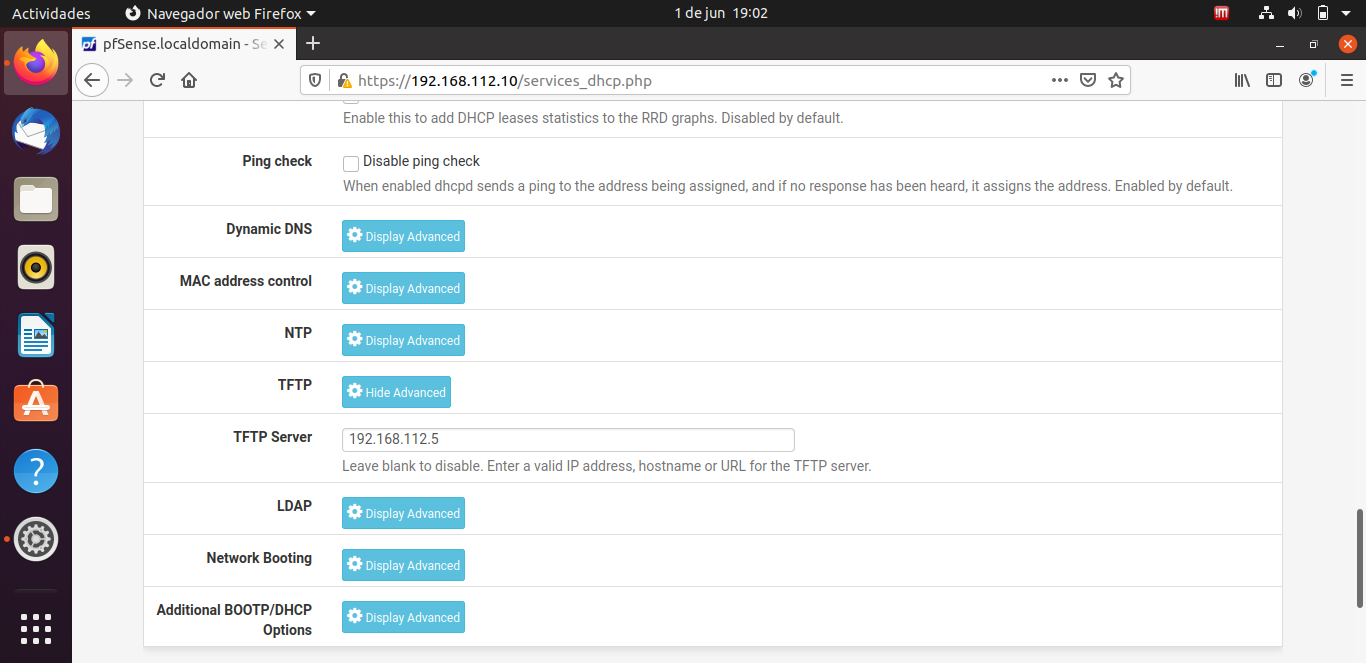 Actividades
Navegador web Firefox
1 de jun 19:02
pfSense.localdomain - Se
https://192.168.112.10/services_dhcp.php
Enable this to add DHCP leases statistics to the RRD graphs. Disabled by default.
Ping check
Disable ping check
When enabled dhcpd sends a ping to the address being assigned, and if no response has been heard, it assigns the address. Enabled by default.
Dynamic DNS
Display Advanced
MAC address control
Display Advanced
NTP
Display Advanced
TFTP
Hide Advanced
TFTP Server
192.168.112.5
Leave blank to disable. Enter a valid IP address, hostname or URL for the TFTP server.
LDAP
Display Advanced
Network Booting
Display Advanced
Additional BOOTP/DHCP
Options
Display Advanced